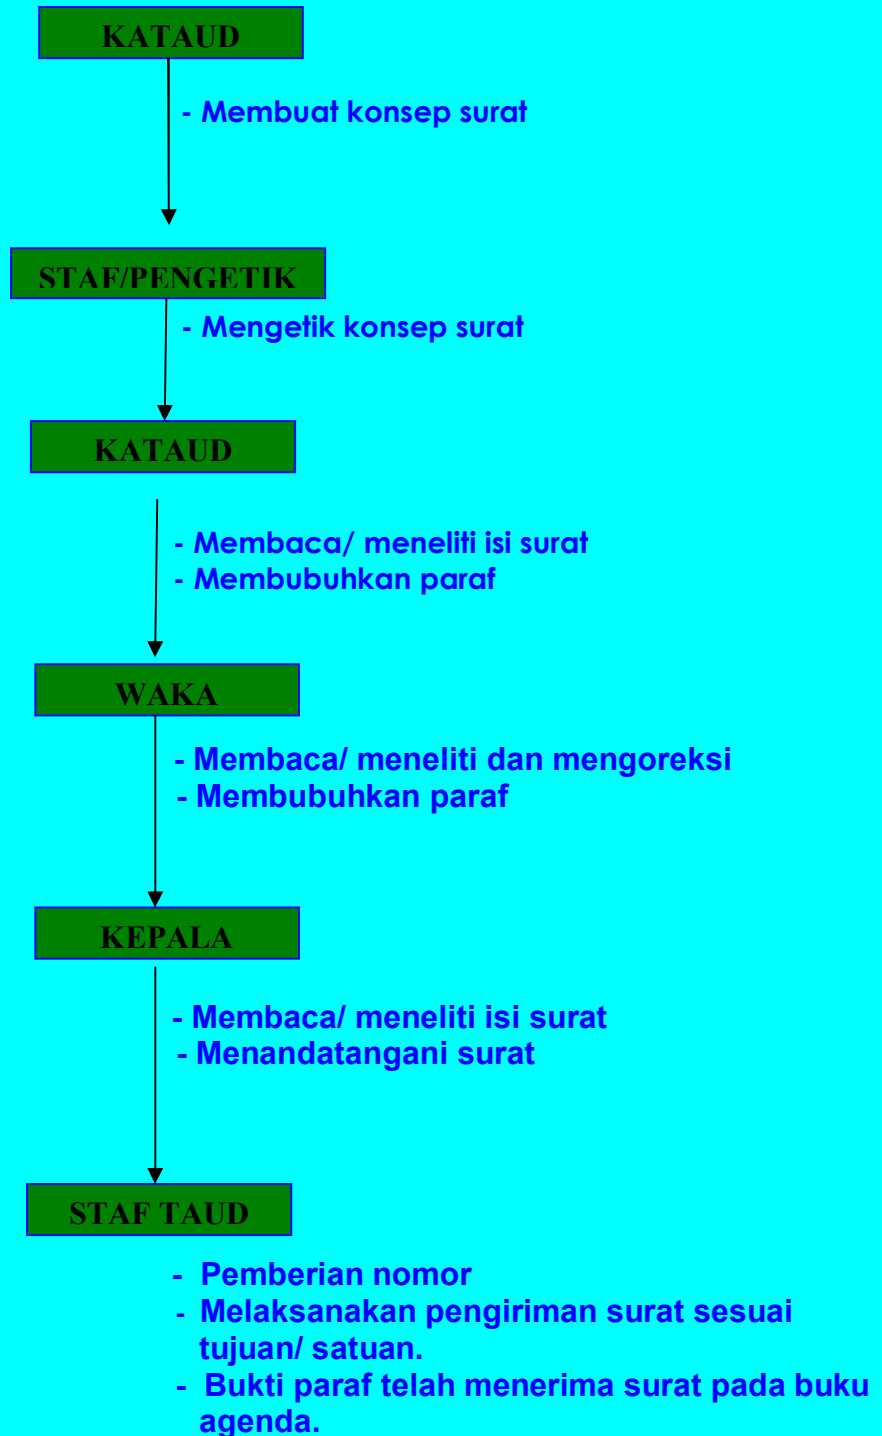 KATAUD
- Membuat konsep surat
STAF/PENGETIK
- Mengetik konsep surat
KATAUD
- Membaca/ meneliti isi surat
- Membubuhkan paraf
WAKA
- Membaca/ meneliti dan mengoreksi
- Membubuhkan paraf
KEPALA
- Membaca/ meneliti isi surat
- Menandatangani surat
STAF TAUD
- Pemberian nomor
- Melaksanakan pengiriman surat sesuai
tujuan/ satuan.
- Bukti paraf telah menerima surat pada buku
agenda.